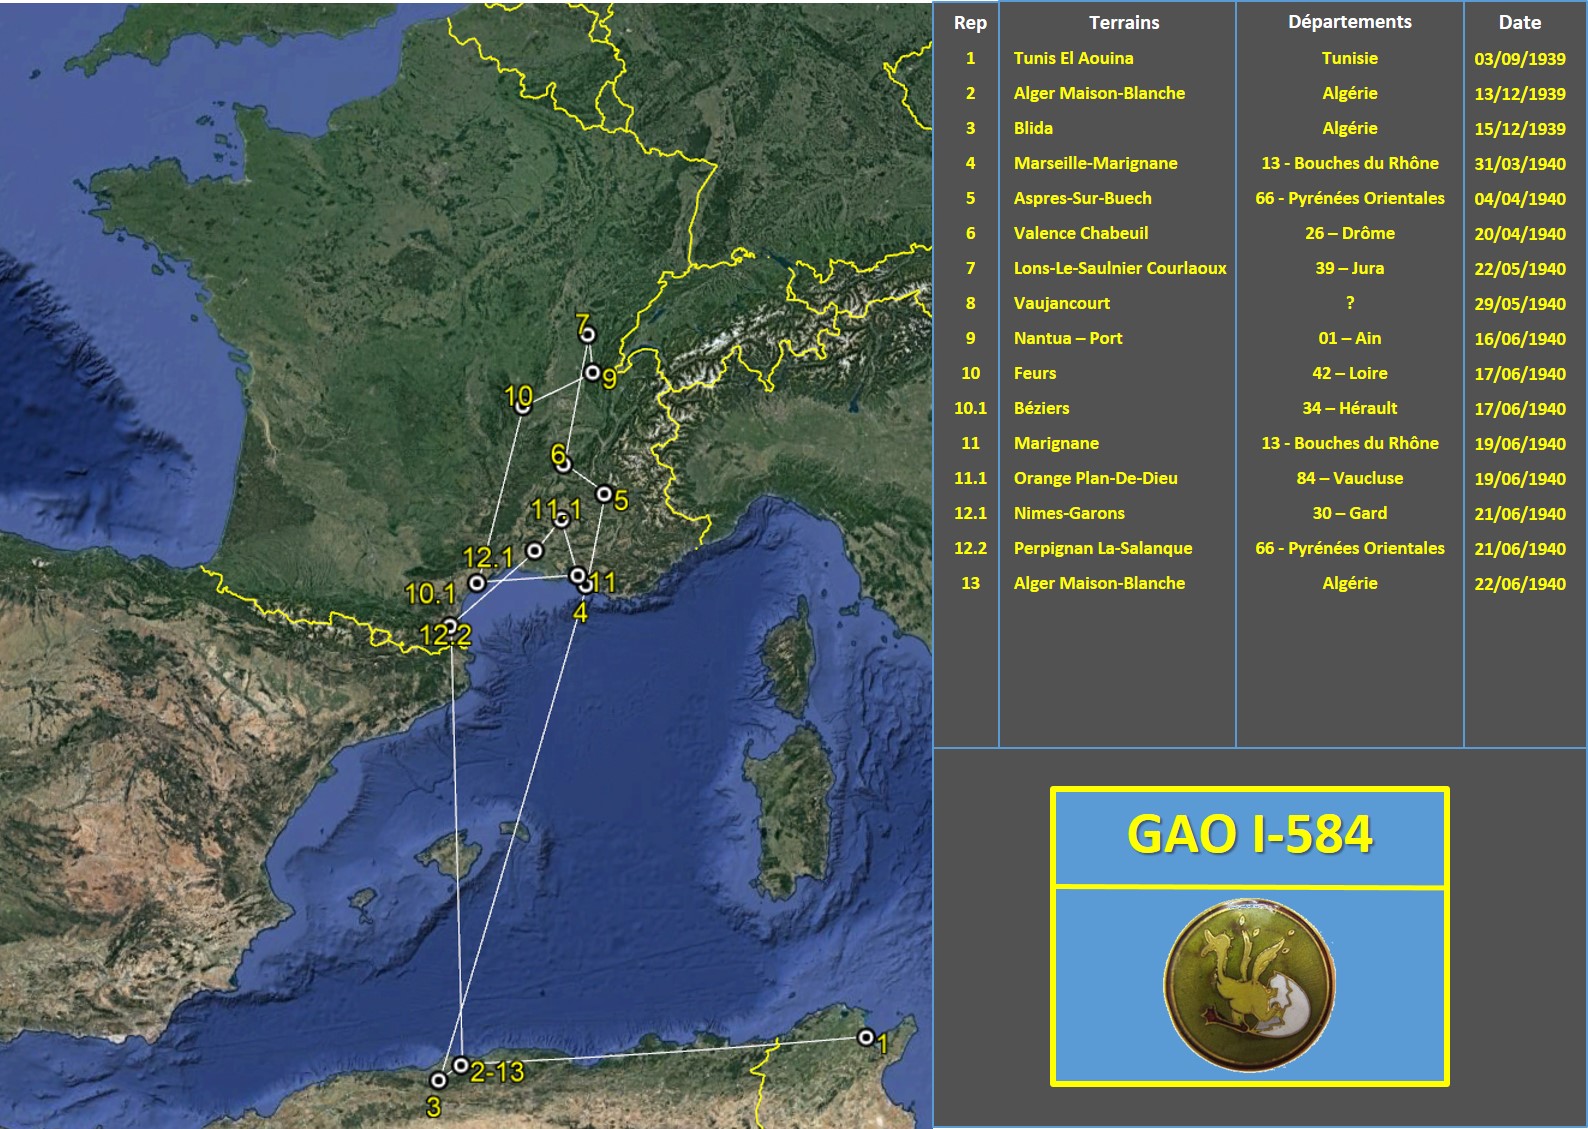 Rep Terrains Départements Date
1 Tunis El Aouina Tunisie 03/09/1939
2 Alger Maison-Blanche Algérie 13/12/1939
3 Blida Algérie 15/12/1939
4 Marseille-Marignane 13 - Bouches du Rhône 31/03/1940
5 Aspres-Sur-Buech 66 - Pyrénées Orientales 04/04/1940
6 Valence Chabeuil 26 – Drôme 20/04/1940
7 Lons-Le-Saulnier Courlaoux 39 – Jura 22/05/1940
8 Vaujancourt ? 29/05/1940
9 Nantua – Port 01 – Ain 16/06/1940
10 Feurs 42 – Loire 17/06/1940
10.1 Béziers 34 – Hérault 17/06/1940
11 Marignane 13 - Bouches du Rhône 19/06/1940
11.1 Orange Plan-De-Dieu 84 – Vaucluse 19/06/1940
12.1 Nimes-Garons 30 – Gard 21/06/1940
12.2 Perpignan La-Salanque 66 - Pyrénées Orientales 21/06/1940
13 Alger Maison-Blanche Algérie 22/06/1940
7
9
10
6
5
11.1
12.1
10.1
11
4
12.2
1
2-13
3
GAO I-584